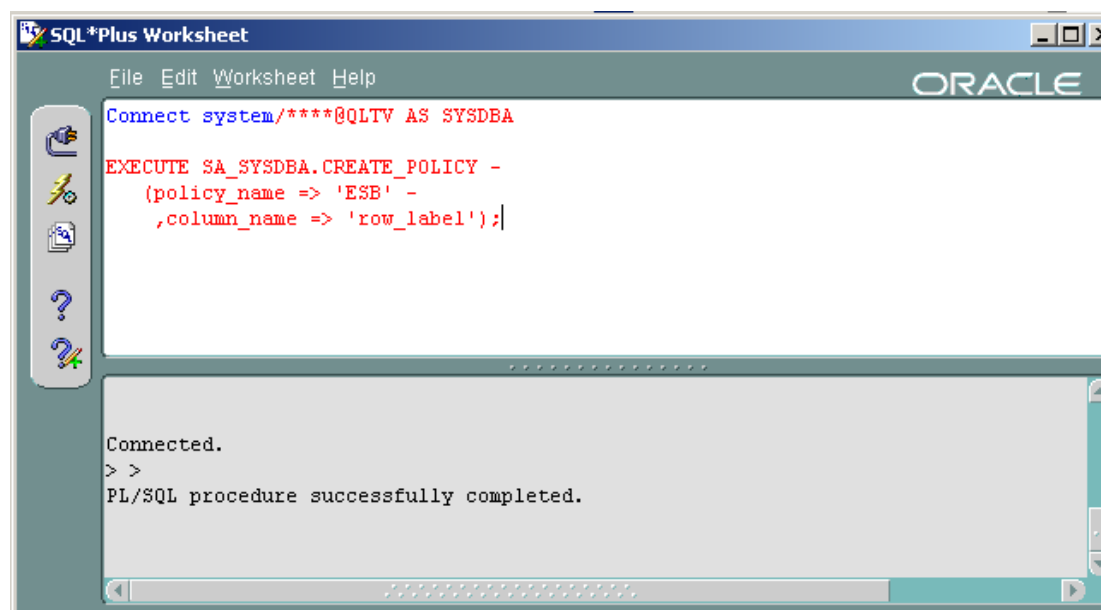 SQL*Plus Worksheet
File Edit Worksheet Help
ORACLE
Connect system/****@QLTV AS SYSDBA
EXECUTE SA_SYSDBA.CREATE_POLICY -
(policy_name => 'ESB' -
,column_name => 'row_label');
Connected.
> >
PL/SQL procedure successfully completed.